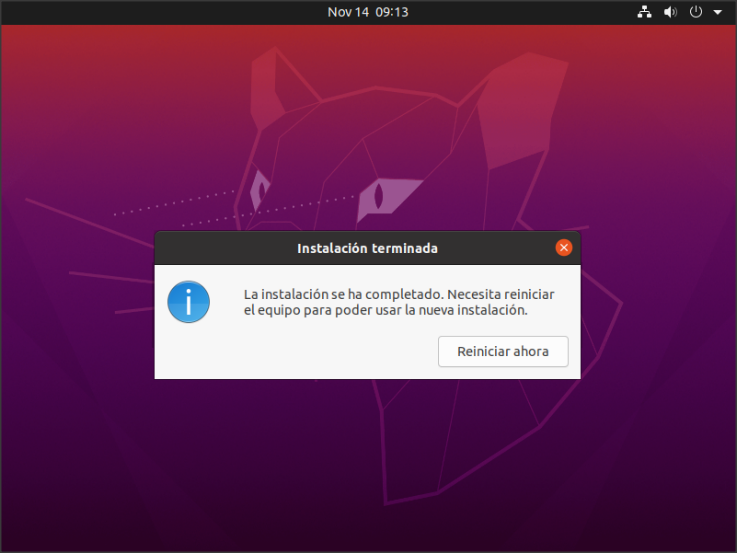 Nov 14 09:13
Instalación terminada
La instalación se ha completado. Necesita reiniciar
el equipo para poder usar la nueva instalación.
Reiniciar ahora